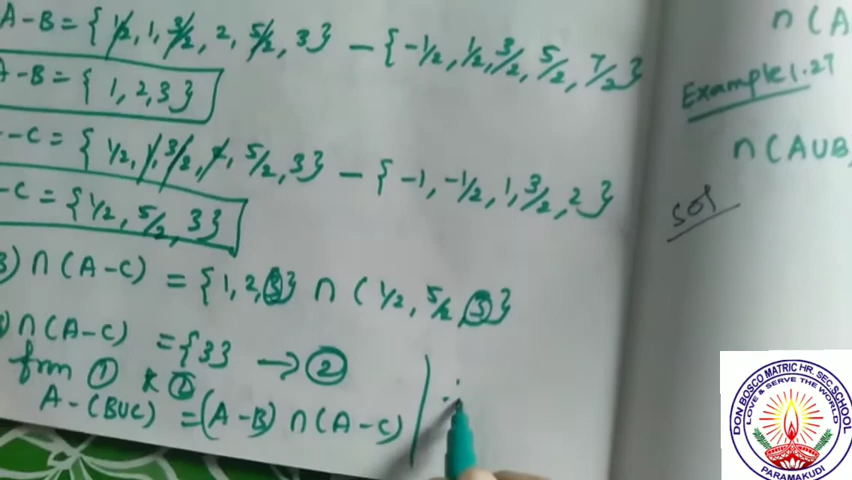 A-B = {1/2, 1, 3/2, 2, 5/2, 3} - {-1/2, 1/2, 3/2, 5/2, 7/2}
A-B = {1, 2, 3}
-C = {1/2, 1, 3/2, 2, 5/2, 3} - {-1, -1/2, 1, 3/2, 2}
-C = {1/2, 5/2, 3}
) ∩ (A-C) = {1, 2, 3} ∩ (1/2, 5/2, 3}
) ∩ (A-C) = {3} → ②
from ① & ②
A-(BUC) = (A-B) ∩ (A-C)
n(A
Example 1.27
n(AUB
Sol
DON BOSCO MATRIC HR. SEC. SCHOOL
LOVE & SERVE THE WORLD
PARAMAKUDI